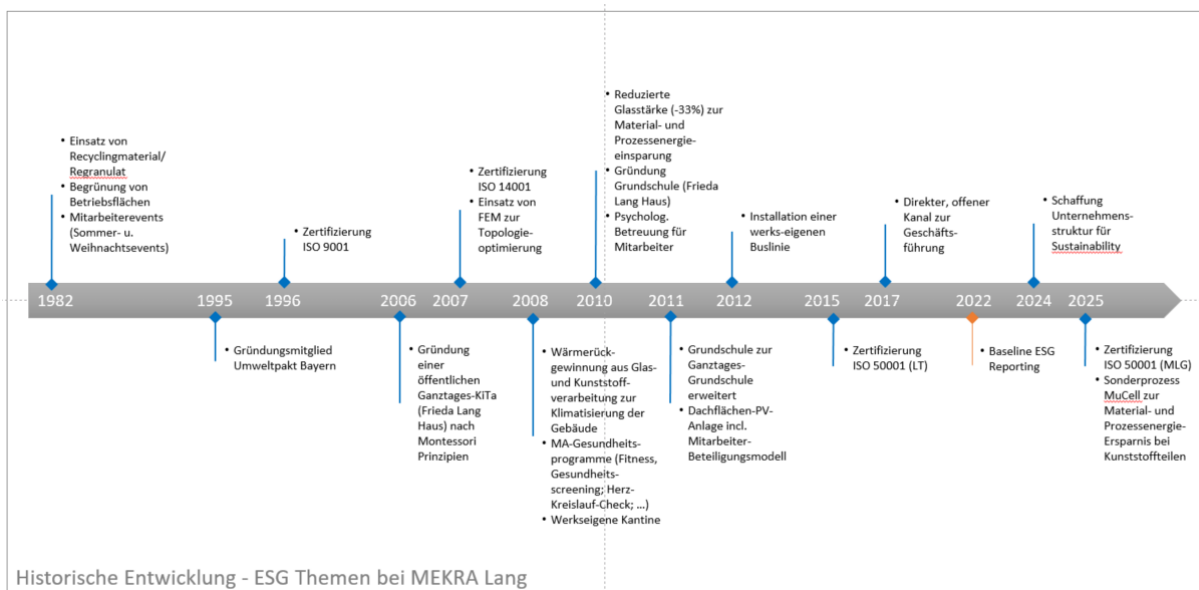 • Einsatz von
Recyclingmaterial/
Regranulat
• Begrünung von
Betriebsflächen
• Mitarbeiterevents
(Sommer- u.
Weihnachtsevents)
• Zertifizierung
ISO 9001
• Zertifizierung
ISO 14001
• Einsatz von
FEM zur
Topologie-
optimierung
• Reduzierte
Glasstärke (-33%) zur
Material- und
Prozessenergie-
einsparung
• Gründung
Grundschule (Frieda
Lang Haus)
• Psycholog.
Betreuung für
Mitarbeiter
• Installation einer
werks-eigenen
Buslinie
• Direkter, offener
Kanal zur
Geschäfts-
führung
• Schaffung
Unternehmens-
struktur für
Sustainability
1982 1995 1996 2006 2007 2008 2010 2011 2012 2015 2017 2022 2024 2025
• Gründungsmitglied
Umweltpakt Bayern
• Gründung
einer
öffentlichen
Ganztages-KiTa
(Frieda Lang
Haus) nach
Montessori
Prinzipien
• Wärmerück-
gewinnung aus Glas-
und Kunststoff-
verarbeitung zur
Klimatisierung der
Gebäude
• MA-Gesundheits-
programme (Fitness,
Gesundheits-
screening; Herz-
Kreislauf-Check; ...)
• Werkseigene Kantine
• Grundschule zur
Ganztages-
Grundschule
erweitert
• Dachflächen-PV-
Anlage incl.
Mitarbeiter-
Beteiligungsmodell
• Zertifizierung
ISO 50001 (LT)
• Baseline ESG
Reporting
• Zertifizierung
ISO 50001 (MLG)
• Sonderprozess
MuCell zur
Material- und
Prozessenergie-
Ersparnis bei
Kunststoffteilen
Historische Entwicklung - ESG Themen bei MEKRA Lang